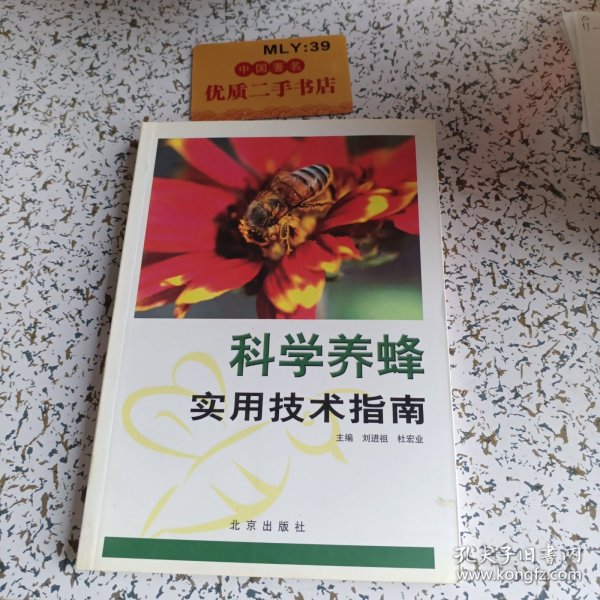 MLY:39
中国著名
优质二手书店
科学养蜂
实用技术指南
主编 刘进祖 杜宏业
北京出版社
孔夫子旧书网
www.kongfz.com